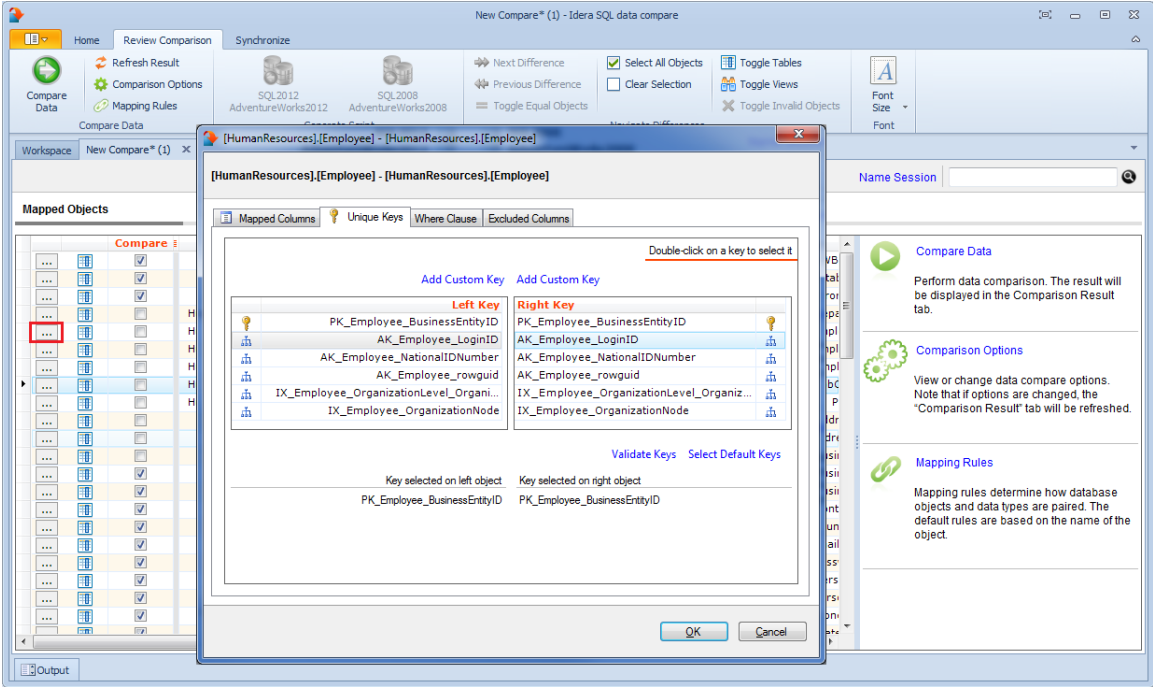 New Compare* (1) - Idera SQL data compare
Home Review Comparison Synchronize
Compare Data
Refresh Result
Comparison Options
Mapping Rules
Compare Data
SQL2012
AdventureWorks2012
SQL2008
AdventureWorks2008
Next Difference
Previous Difference
Toggle Equal Objects
Select All Objects
Clear Selection
Toggle Tables
Toggle Views
Toggle Invalid Objects
Font Size
Font
Workspace New Compare* (1)
Name Session
Mapped Objects
Compare
[HumanResources].[Employee] - [HumanResources].[Employee]
[HumanResources].[Employee] - [HumanResources].[Employee]
Mapped Columns Unique Keys Where Clause Excluded Columns
Double-click on a key to select it
Add Custom Key Add Custom Key
Left Key Right Key
PK_Employee_BusinessEntityID PK_Employee_BusinessEntityID
AK_Employee_LoginID AK_Employee_LoginID
AK_Employee_NationalIDNumber AK_Employee_NationalIDNumber
AK_Employee_rowguid AK_Employee_rowguid
IX_Employee_OrganizationLevel_Organi... IX_Employee_OrganizationLevel_Organiz...
IX_Employee_OrganizationNode IX_Employee_OrganizationNode
Validate Keys Select Default Keys
Key selected on left object Key selected on right object
PK_Employee_BusinessEntityID PK_Employee_BusinessEntityID
OK Cancel
Compare Data
Perform data comparison. The result will
be displayed in the Comparison Result
tab.
Comparison Options
View or change data compare options.
Note that if options are changed, the
"Comparison Result" tab will be refreshed.
Mapping Rules
Mapping rules determine how database
objects and data types are paired. The
default rules are based on the name of the
object.
Output